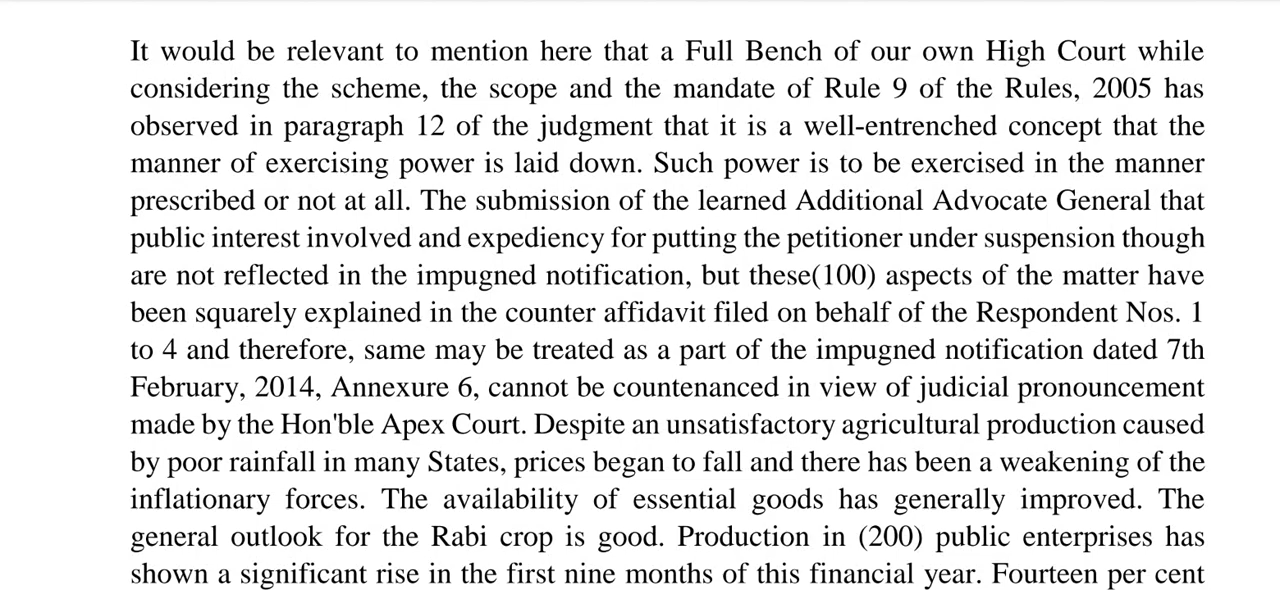 It would be relevant to mention here that a Full Bench of our own High Court while
considering the scheme, the scope and the mandate of Rule 9 of the Rules, 2005 has
observed in paragraph 12 of the judgment that it is a well-entrenched concept that the
manner of exercising power is laid down. Such power is to be exercised in the manner
prescribed or not at all. The submission of the learned Additional Advocate General that
public interest involved and expediency for putting the petitioner under suspension though
are not reflected in the impugned notification, but these(100) aspects of the matter have
been squarely explained in the counter affidavit filed on behalf of the Respondent Nos. 1
to 4 and therefore, same may be treated as a part of the impugned notification dated 7th
February, 2014, Annexure 6, cannot be countenanced in view of judicial pronouncement
made by the Hon'ble Apex Court. Despite an unsatisfactory agricultural production caused
by poor rainfall in many States, prices began to fall and there has been a weakening of the
inflationary forces. The availability of essential goods has generally improved. The
general outlook for the Rabi crop is good. Production in (200) public enterprises has
shown a significant rise in the first nine months of this financial year. Fourteen per cent